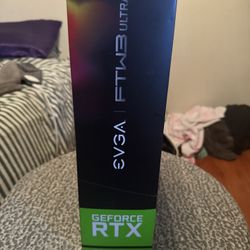 EVGA | FTW3 ULTRA
GEFORCE
RTX